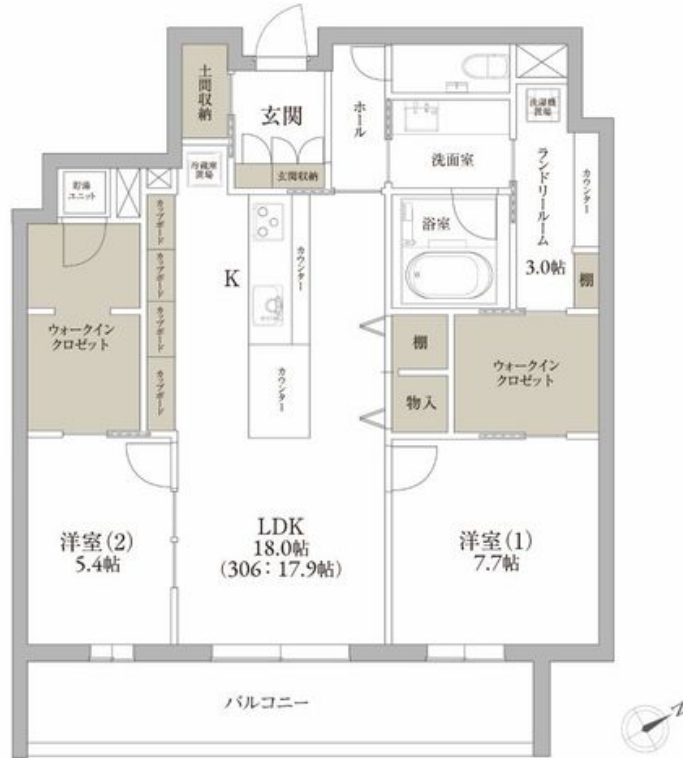 土間収納
玄関
ホール
洗濯機
置場
冷蔵庫
置場
玄関収納
洗面室
ランドリールーム
3.0帖
カウンター
貯湯
ユニット
カップボード
カップボード
カップボード
カップボード
浴室
K
カウンター
棚
ウォークイン
クロゼット
棚
ウォークイン
クロゼット
カウンター
物入
洋室(2)
5.4帖
LDK
18.0帖
(306:17.9帖)
洋室(1)
7.7帖
バルコニー
N